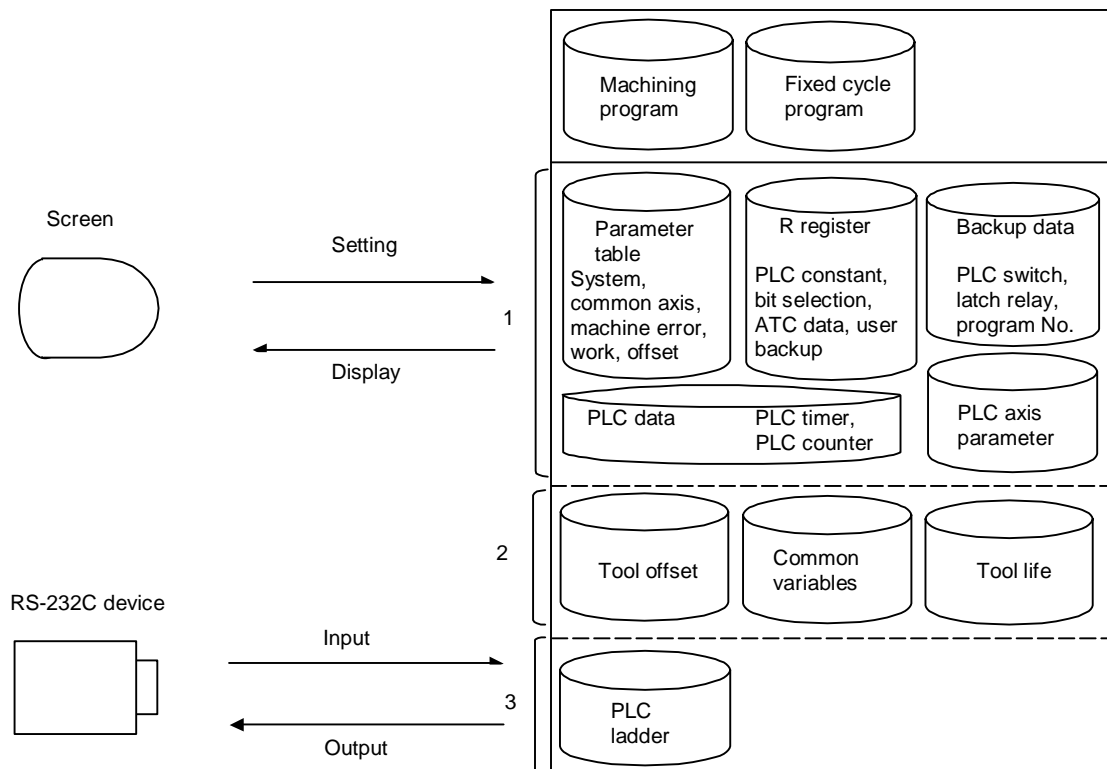 Machining
program
Fixed cycle
program
Screen
Setting
Display
1
Parameter
table
System,
common axis,
machine error,
work, offset
R register
PLC constant,
bit selection,
ATC data, user
backup
Backup data
PLC switch,
latch relay,
program No.
PLC data
PLC timer,
PLC counter
PLC axis
parameter
2
Tool offset
Common
variables
Tool life
RS-232C device
Input
Output
3
PLC
ladder